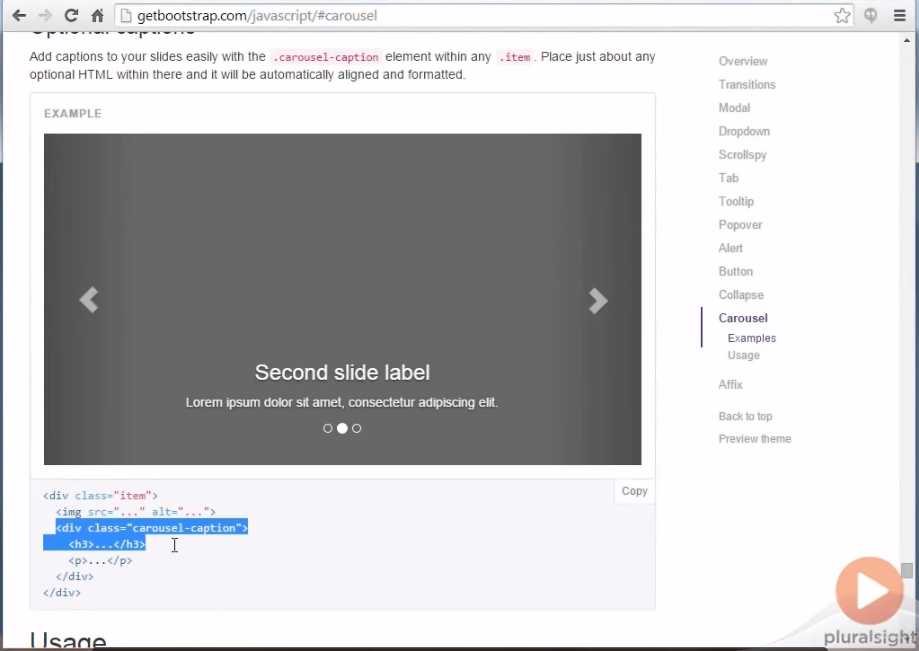 getbootstrap.com/javascript/#carousel
Optional captions
Add captions to your slides easily with the .carousel-caption element within any .item. Place just about any
optional HTML within there and it will be automatically aligned and formatted.
EXAMPLE
Second slide label
Lorem ipsum dolor sit amet, consectetur adipiscing elit.
Copy
<div class="item">
<img src="..." alt="...">
<div class="carousel-caption">
<h3>...</h3>
<p>...</p>
</div>
</div>
Usage
Overview
Transitions
Modal
Dropdown
Scrollspy
Tab
Tooltip
Popover
Alert
Button
Collapse
Carousel
Examples
Usage
Affix
Back to top
Preview theme
pluralsight